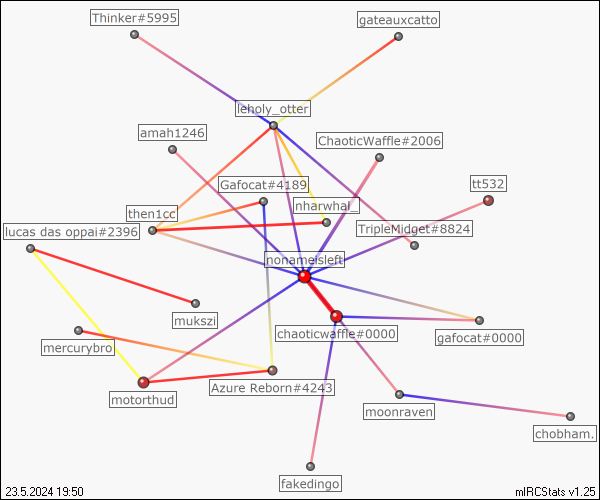 Thinker#5995
gateauxcatto
leholy_otter
amah1246
ChaoticWaffle#2006
Gafocat#4189
tt532
nharwhal_
then1cc
TripleMidget#8824
lucas das oppai#2396
nonameisleft
mukszi
chaoticwaffle#0000
gafocat#0000
mercurybro
Azure Reborn#4243
motorthud
moonraven
chobham.
fakedingo
23.5.2024 19:50
mIRCStats v1.25